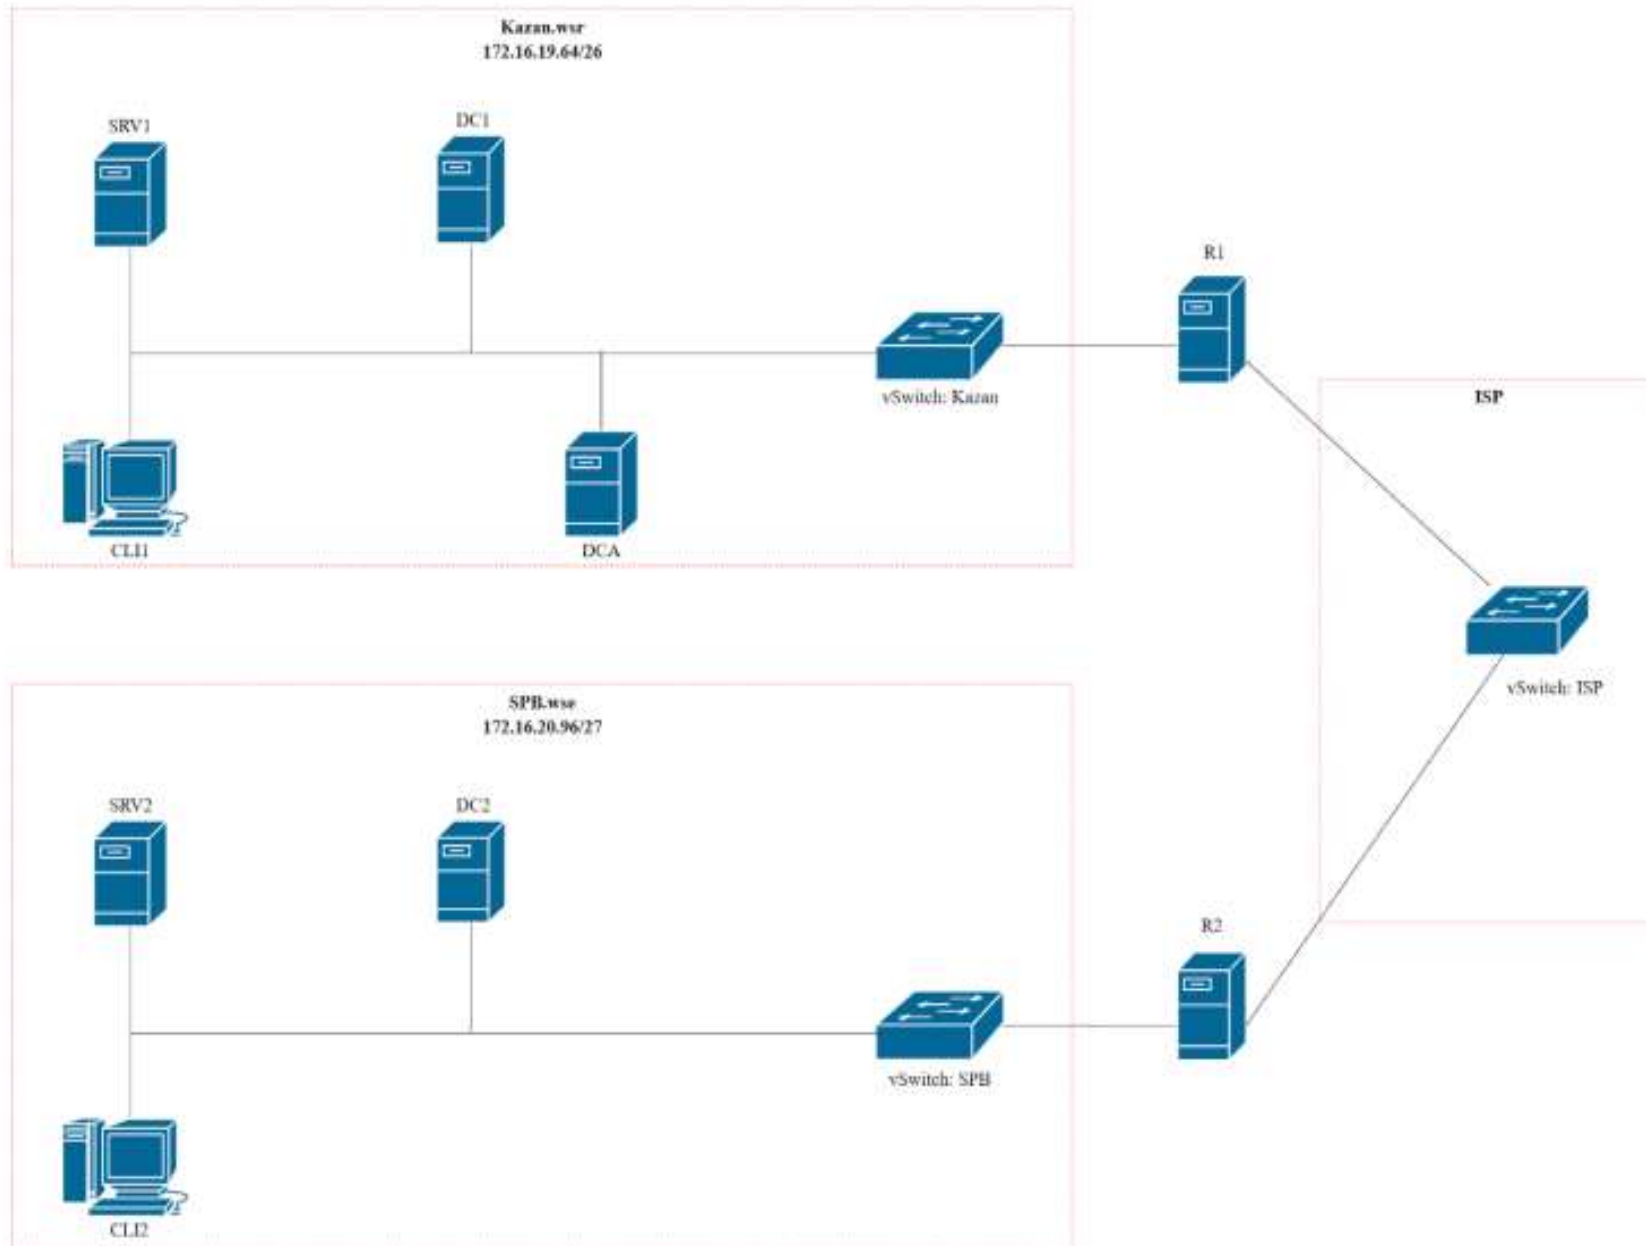 Kazan.wsr
172.16.19.64/26
SRV1
DC1
R1
vSwitch: Kazan
ISP
CLI1
DCA
vSwitch: ISP
SPB.wse
172.16.20.96/27
SRV2
DC2
R2
vSwitch: SPB
CLI2